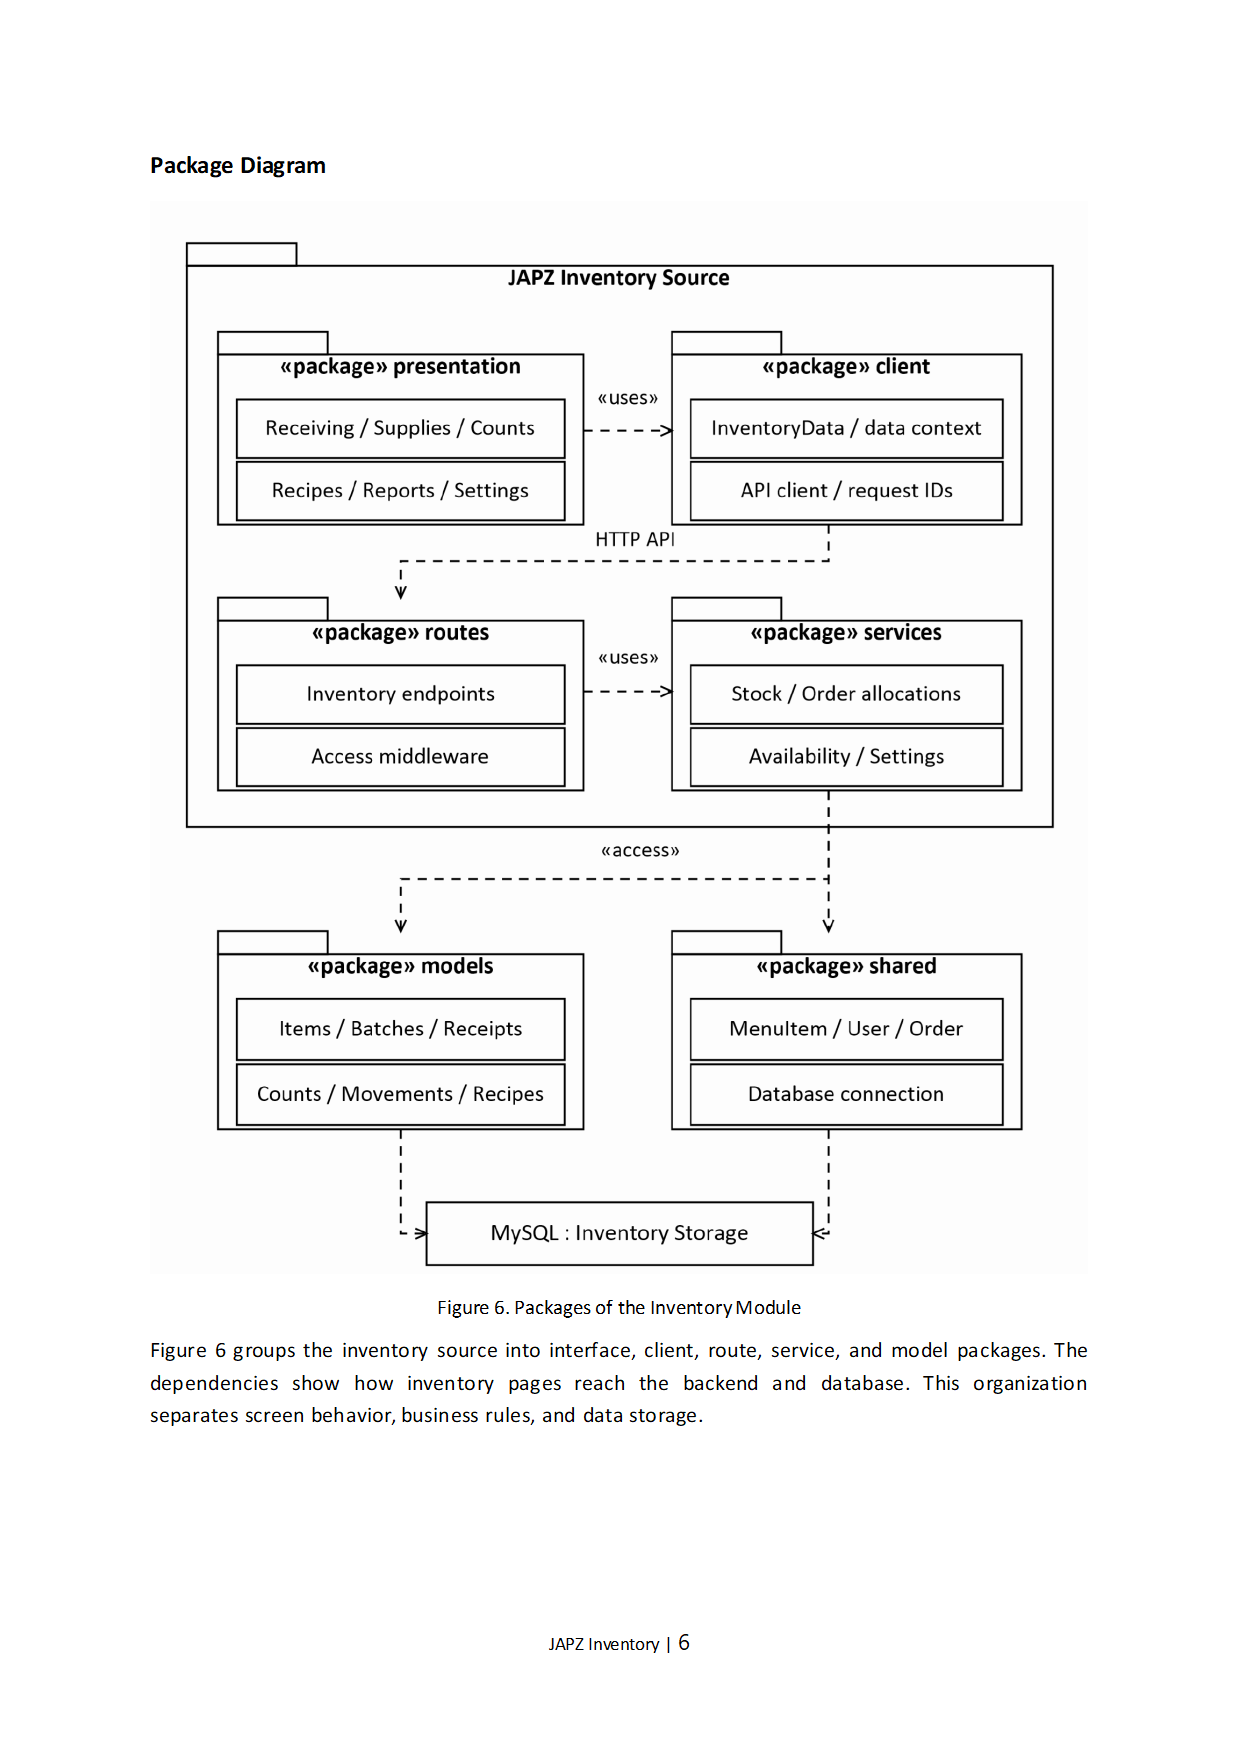 Package Diagram
JAPZ Inventory Source
«package» presentation
Receiving / Supplies / Counts
Recipes / Reports / Settings
«uses»
«package» client
InventoryData / data context
API client / request IDs
HTTP API
«package» routes
Inventory endpoints
Access middleware
«uses»
«package» services
Stock / Order allocations
Availability / Settings
«access»
«package» models
Items / Batches / Receipts
Counts / Movements / Recipes
«package» shared
MenuItem / User / Order
Database connection
MySQL : Inventory Storage
Figure 6. Packages of the Inventory Module
Figure 6 groups the inventory source into interface, client, route, service, and model packages. The
dependencies show how inventory pages reach the backend and database. This organization
separates screen behavior, business rules, and data storage.
JAPZ Inventory | 6